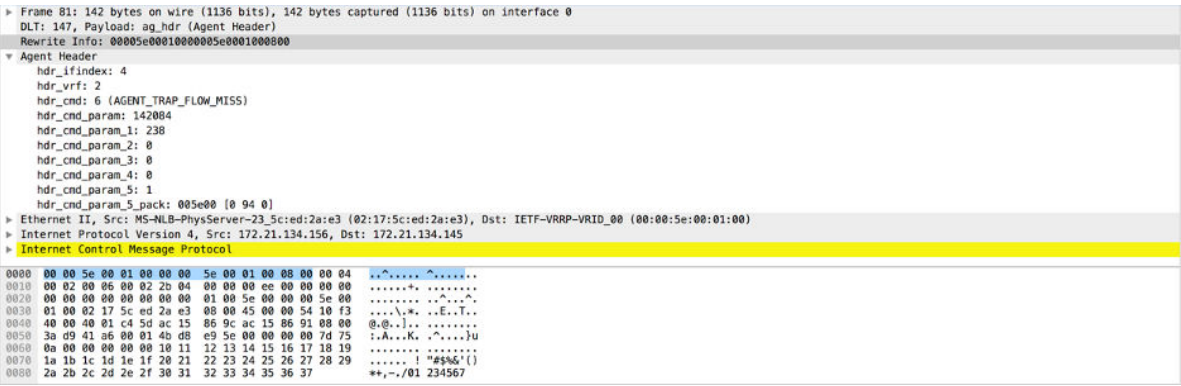 Frame 81: 142 bytes on wire (1136 bits), 142 bytes captured (1136 bits) on interface 0
DLT: 147, Payload: ag_hdr (Agent Header)
Rewrite Info: 00005e00010000005e0001000800
Agent Header
hdr_ifindex: 4
hdr_vrf: 2
hdr_cmd: 6 (AGENT_TRAP_FLOW_MISS)
hdr_cmd_param: 142084
hdr_cmd_param_1: 238
hdr_cmd_param_2: 0
hdr_cmd_param_3: 0
hdr_cmd_param_4: 0
hdr_cmd_param_5: 1
hdr_cmd_param_5_pack: 005e00 [0 94 0]
Ethernet II, Src: MS-NLB-PhysServer-23_5c:ed:2a:e3 (02:17:5c:ed:2a:e3), Dst: IETF-VRRP-VRID_00 (00:00:5e:00:01:00)
Internet Protocol Version 4, Src: 172.21.134.156, Dst: 172.21.134.145
Internet Control Message Protocol
0000 00 00 5e 00 01 00 00 00 5e 00 01 00 08 00 00 04 ..^..... ^.......
0010 00 02 00 06 00 02 2b 04 00 00 00 ee 00 00 00 00 ......+. ........
0020 00 00 00 00 00 00 00 00 01 00 5e 00 00 00 5e 00 ........ ..^...^.
0030 01 00 02 17 5c ed 2a e3 08 00 45 00 00 54 10 f3 ....\.*. ..E..T..
0040 40 00 40 01 c4 5d ac 15 86 9c ac 15 86 91 08 00 @.@..].. ........
0050 3a d9 41 a6 00 01 4b d8 e9 5e 00 00 00 00 7d 75 :.A...K. .^....}u
0060 0a 00 00 00 00 00 10 11 12 13 14 15 16 17 18 19 ........ ........
0070 1a 1b 1c 1d 1e 1f 20 21 22 23 24 25 26 27 28 29 ...... ! "#$%&'()
0080 2a 2b 2c 2d 2e 2f 30 31 32 33 34 35 36 37 *+,-./01 234567